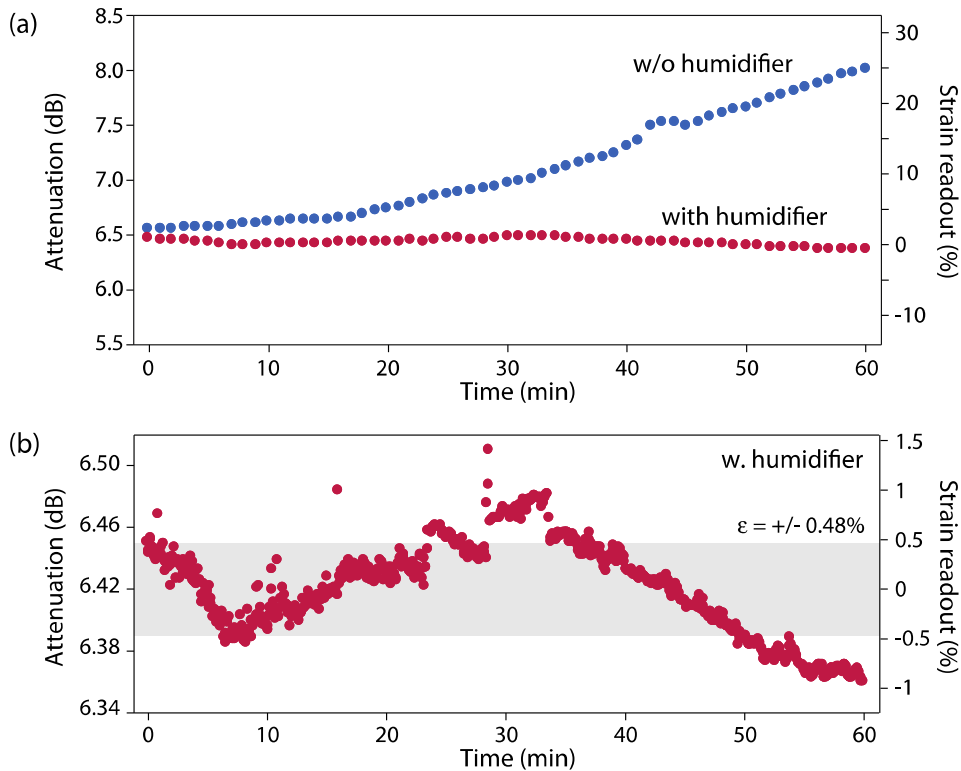 (a)
Attenuation (dB)
8.5
8.0
7.5
7.0
6.5
6.0
5.5
w/o humidifier
with humidifier
30
20
10
0
-10
Strain readout (%)
0 10 20 30 40 50 60
Time (min)
(b)
Attenuation (dB)
6.50
6.46
6.42
6.38
6.34
w. humidifier
ε = +/- 0.48%
1.5
1
0.5
0
-0.5
-1
Strain readout (%)
0 10 20 30 40 50 60
Time (min)